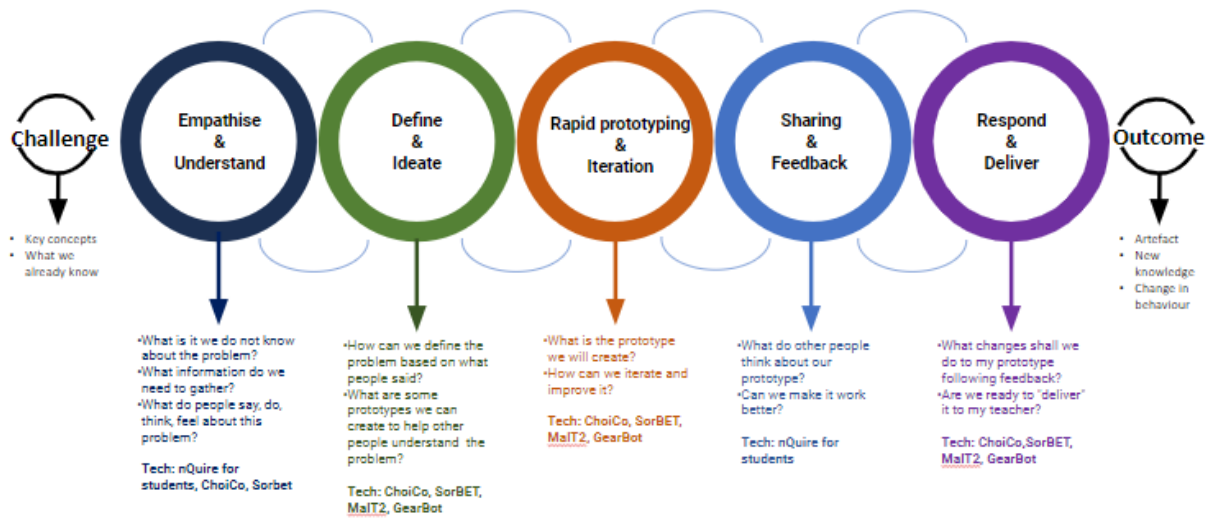 Challenge
• Key concepts
• What we
already know
Empathise
&
Understand
•What is it we do not know
about the problem?
•What information do we
need to gather?
•What do people say, do,
think, feel about this
problem?
Tech: nQuire for
students, ChoiCo, Sorbet
Define
&
Ideate
•How can we define the
problem based on what
people said?
•What are some
prototypes we can
create to help other
people understand the
problem?
Tech: ChoiCo, SorBET,
MaLT2, GearBot
Rapid prototyping
&
Iteration
•What is the prototype
we will create?
•How can we iterate and
improve it?
Tech: ChoiCo, SorBET,
MaLT2, GearBot
Sharing
&
Feedback
•What do other people
think about our
prototype?
•Can we make it work
better?
Tech: nQuire for
students
Respond
&
Deliver
•What changes shall we
do to my prototype
following feedback?
•Are we ready to "deliver"
it to my teacher?
Tech: ChoiCo,SorBET,
MaLT2, GearBot
Outcome
• Artefact
• New
knowledge
• Change in
behaviour